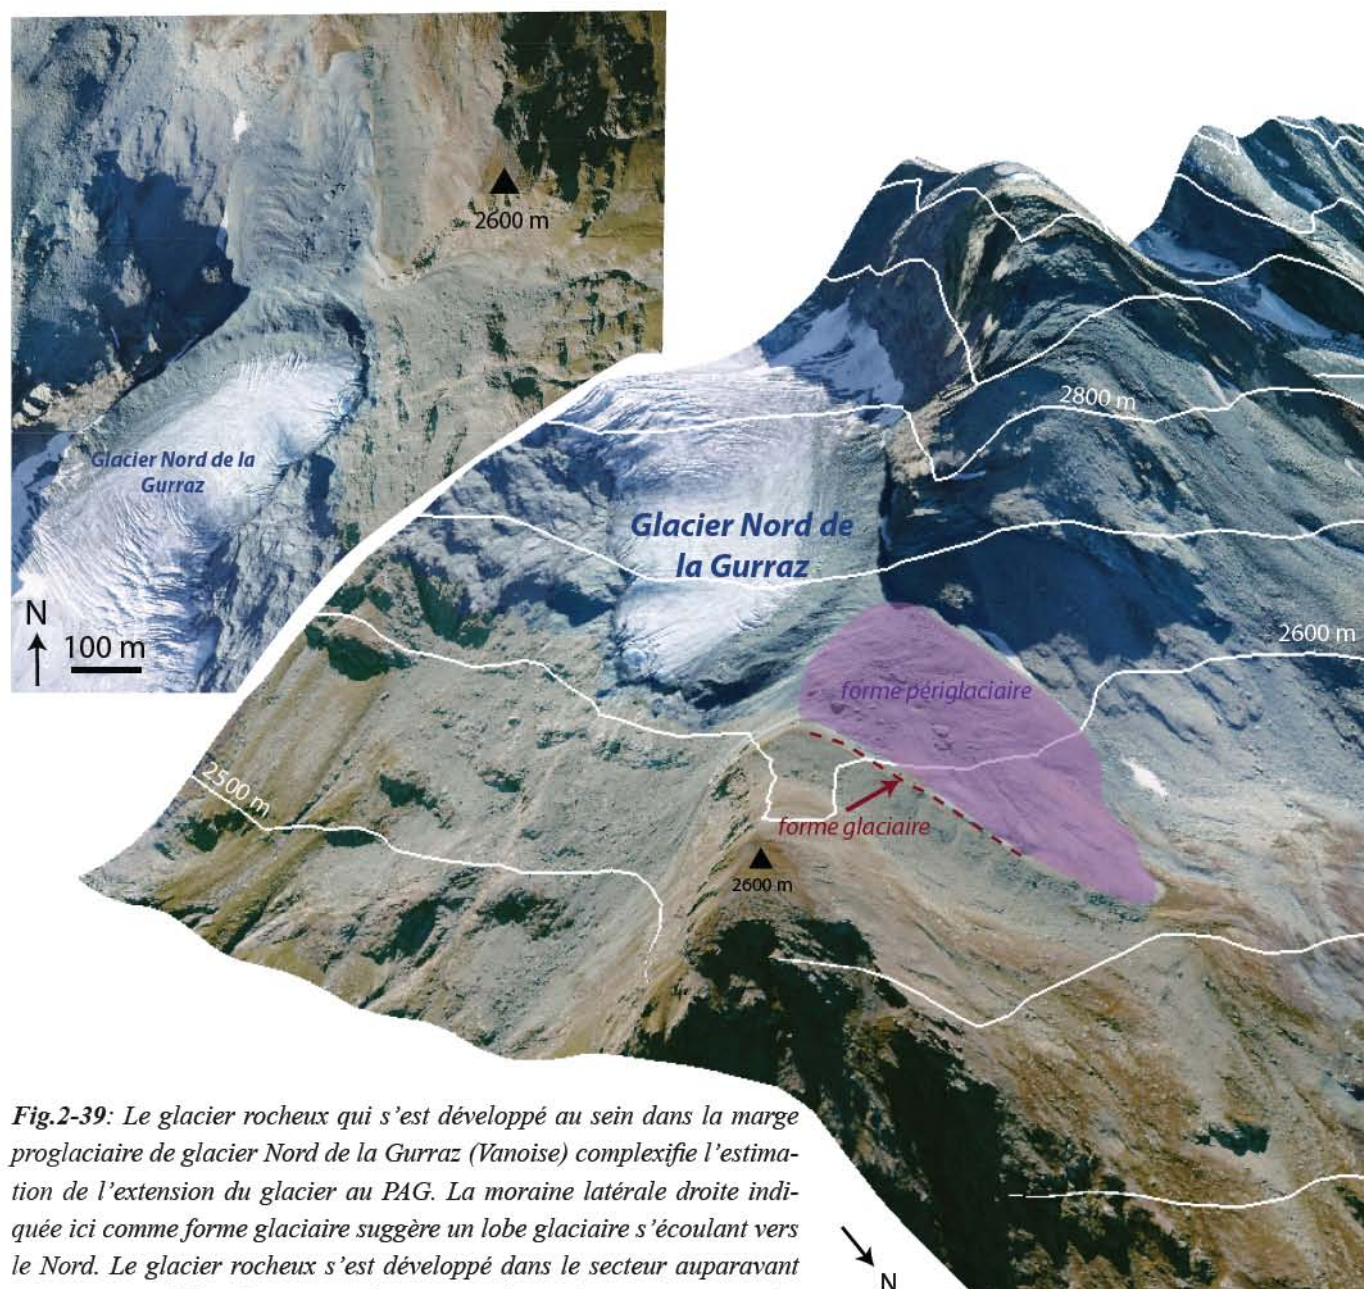 2600 m
Glacier Nord de la
Gurraz
N
100 m
2800 m
Glacier Nord de
la Gurraz
2600 m
forme périglaciaire
2500 m
forme glaciaire
2600 m
Fig.2-39: Le glacier rocheux qui s’est développé au sein dans la marge
proglaciaire de glacier Nord de la Gurraz (Vanoise) complexifie l’estima-
tion de l’extension du glacier au PAG. La moraine latérale droite indi-
quée ici comme forme glaciaire suggère un lobe glaciaire s’écoulant vers
le Nord. Le glacier rocheux s’est développé dans le secteur auparavant
N